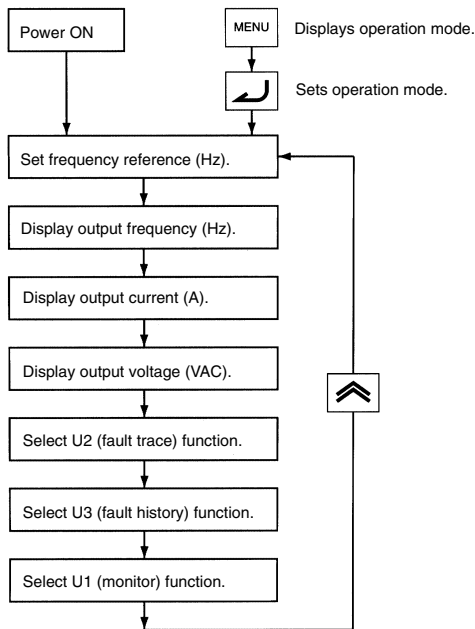 Power ON
MENU
Displays operation mode.
Sets operation mode.
Set frequency reference (Hz).
Display output frequency (Hz).
Display output current (A).
Display output voltage (VAC).
Select U2 (fault trace) function.
Select U3 (fault history) function.
Select U1 (monitor) function.